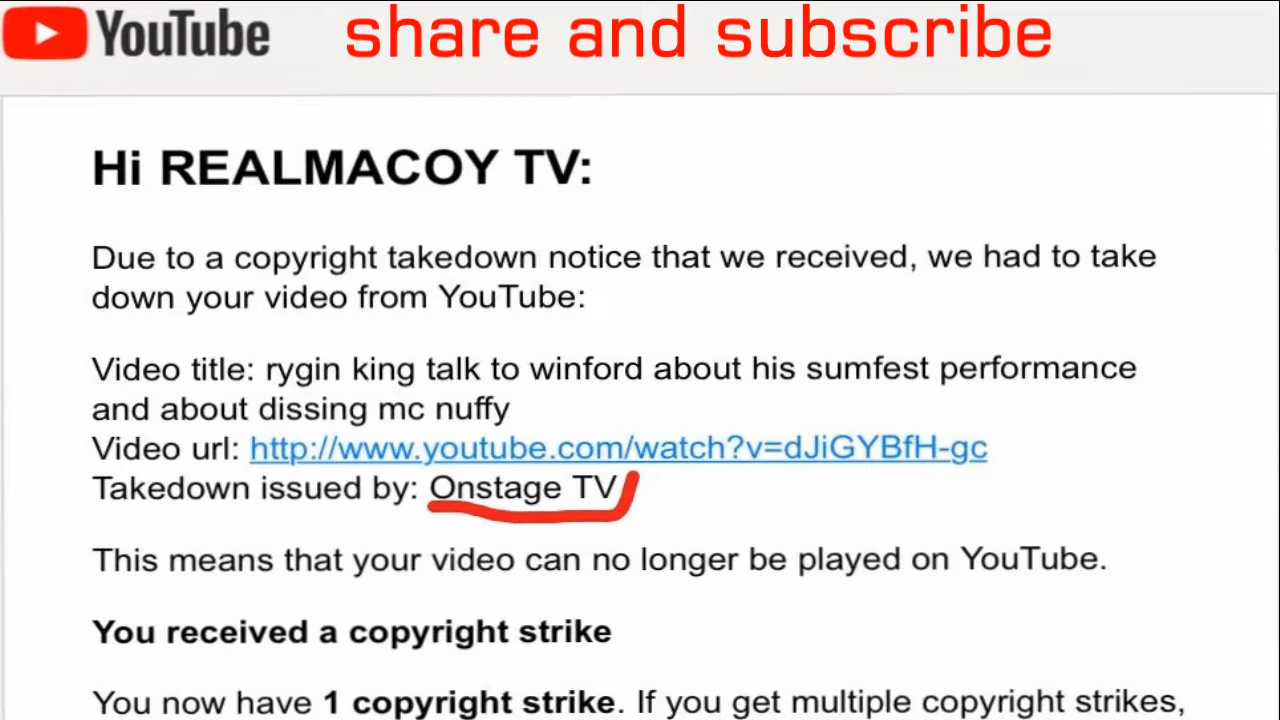 YouTube share and subscribe
Hi REALMACOY TV:
Due to a copyright takedown notice that we received, we had to take
down your video from YouTube:
Video title: rygin king talk to winford about his sumfest performance
and about dissing mc nuffy
Video url: http://www.youtube.com/watch?v=dJiGYBfH-gc
Takedown issued by: Onstage TV
This means that your video can no longer be played on YouTube.
You received a copyright strike
You now have 1 copyright strike. If you get multiple copyright strikes,